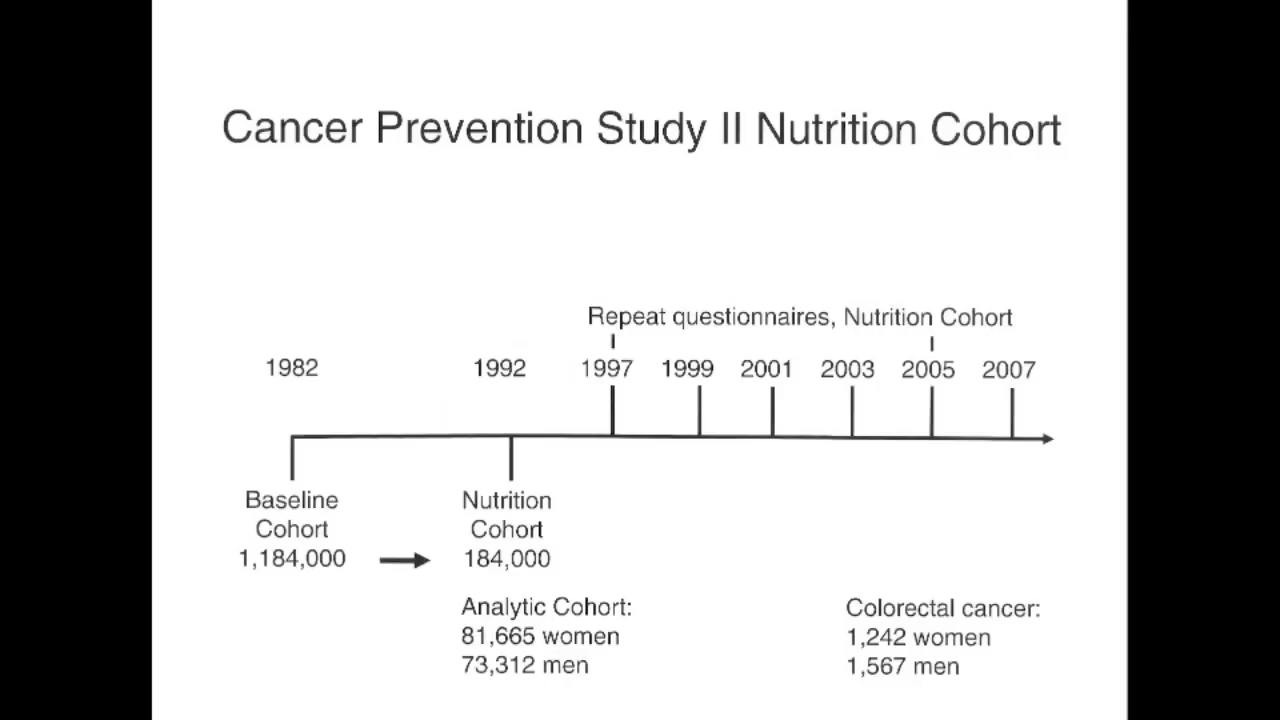 Cancer Prevention Study II Nutrition Cohort
Repeat questionnaires, Nutrition Cohort
1982 1992 1997 1999 2001 2003 2005 2007
Baseline
Cohort
1,184,000
Nutrition
Cohort
184,000
Analytic Cohort:
81,665 women
73,312 men
Colorectal cancer:
1,242 women
1,567 men